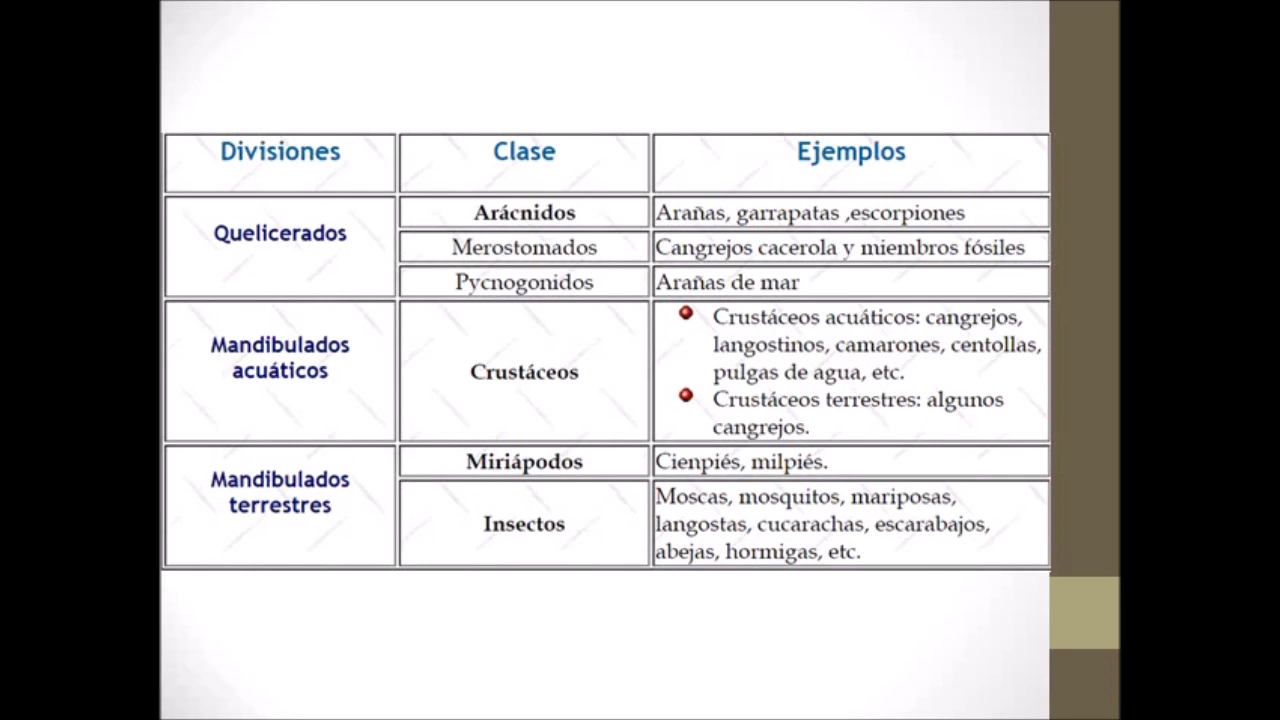 Divisiones
Clase
Ejemplos
Quelicerados
Arácnidos
Arañas, garrapatas ,escorpiones
Merostomados
Cangrejos cacerola y miembros fósiles
Pycnogonidos
Arañas de mar
Mandibulados
acuáticos
Crustáceos
Crustáceos acuáticos: cangrejos,
langostinos, camarones, centollas,
pulgas de agua, etc.
Crustáceos terrestres: algunos
cangrejos.
Mandibulados
terrestres
Miriápodos
Cienpiés, milpiés.
Insectos
Moscas, mosquitos, mariposas,
langostas, cucarachas, escarabajos,
abejas, hormigas, etc.